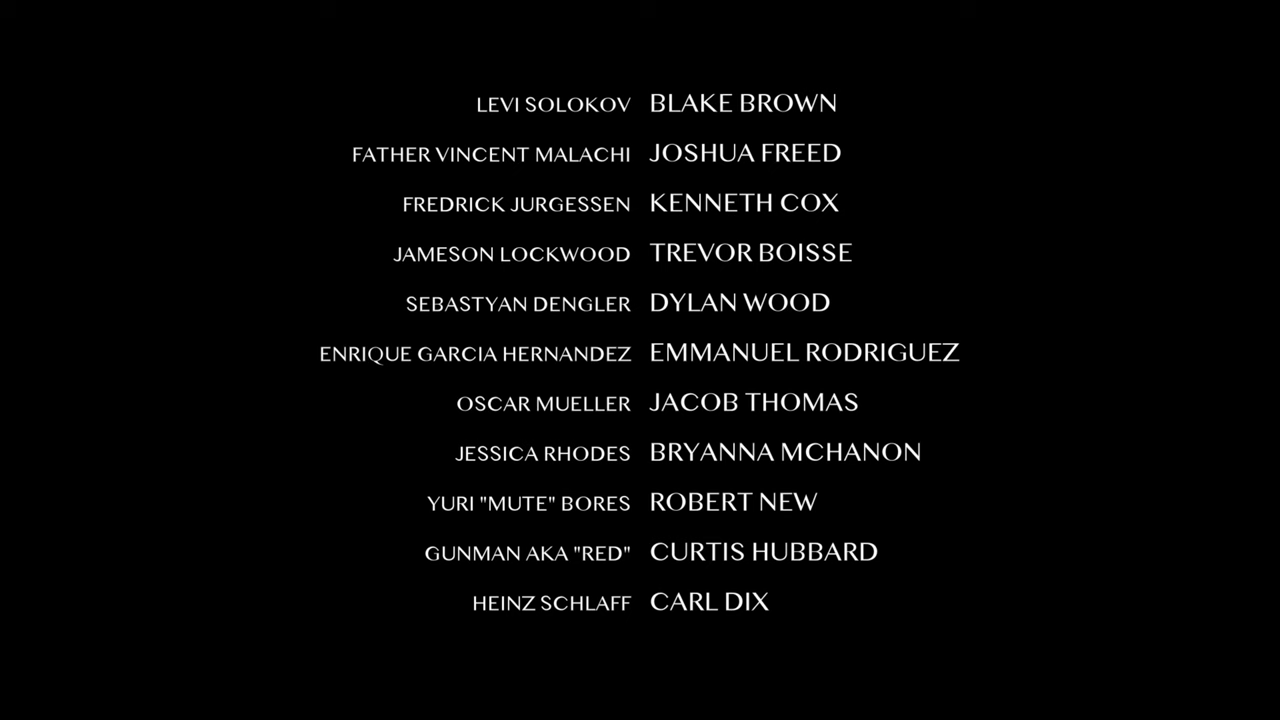 LEVI SOLOKOV BLAKE BROWN
FATHER VINCENT MALACHI JOSHUA FREED
FREDRICK JURGESSEN KENNETH COX
JAMESON LOCKWOOD TREVOR BOISSE
SEBASTYAN DENGLER DYLAN WOOD
ENRIQUE GARCIA HERNANDEZ EMMANUEL RODRIGUEZ
OSCAR MUELLER JACOB THOMAS
JESSICA RHODES BRYANNA MCHANON
YURI "MUTE" BORES ROBERT NEW
GUNMAN AKA "RED" CURTIS HUBBARD
HEINZ SCHLAFF CARL DIX